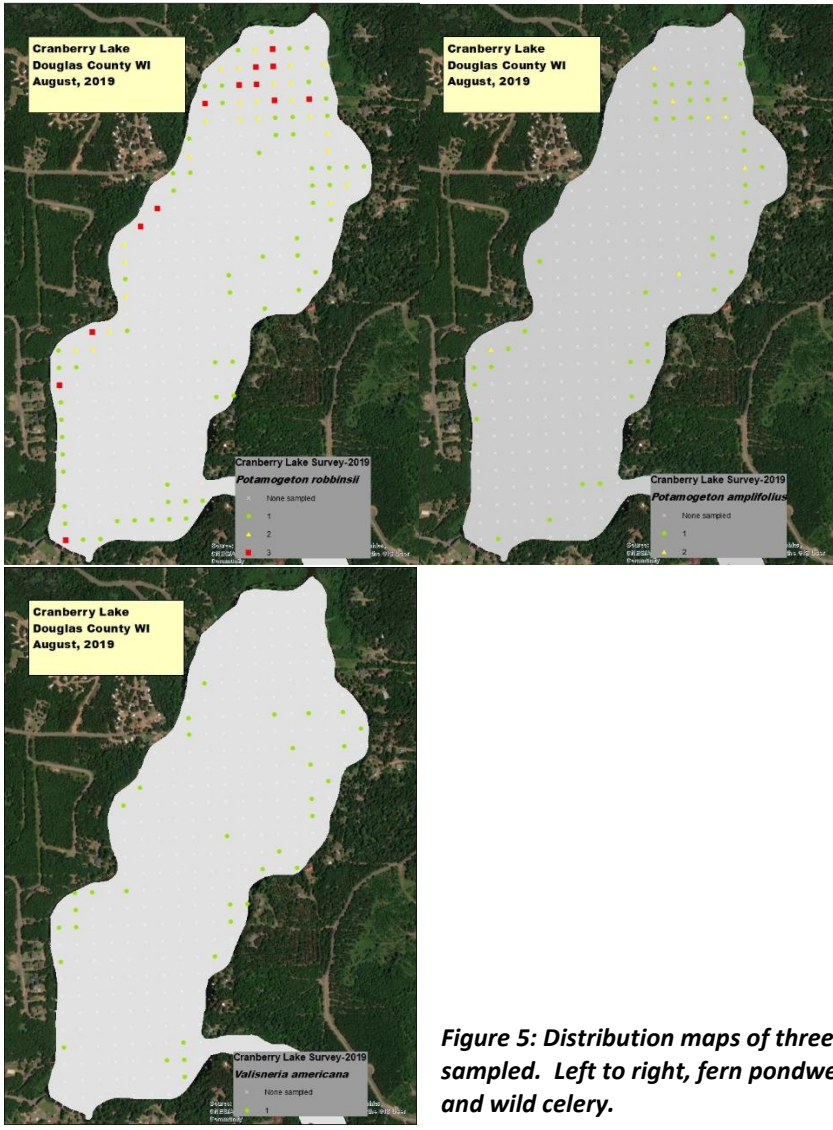 Cranberry Lake
Douglas County WI
August, 2019
Cranberry Lake Survey-2019
Potamogeton robbinsii
None sampled
1
2
3
Cranberry Lake
Douglas County WI
August, 2019
Cranberry Lake Survey-2019
Potamogeton amplifolius
None sampled
1
2
Cranberry Lake
Douglas County WI
August, 2019
Cranberry Lake Survey-2019
Valisneria americana
None sampled
1
Figure 5: Distribution maps of three
sampled. Left to right, fern pondwe
and wild celery.